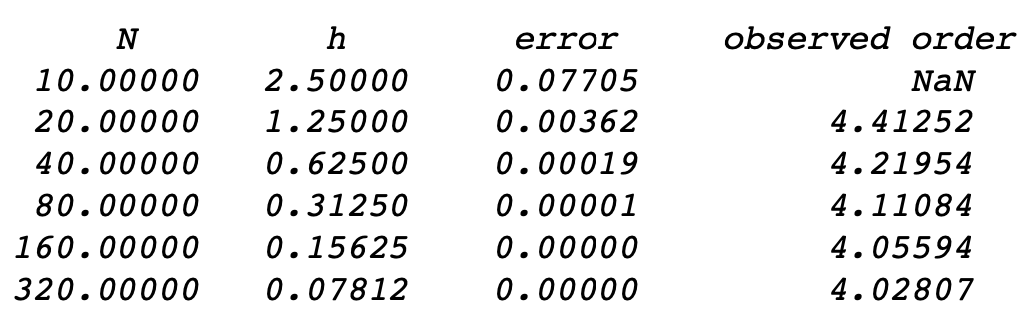 N h error observed order
10.00000 2.50000 0.07705 NaN
20.00000 1.25000 0.00362 4.41252
40.00000 0.62500 0.00019 4.21954
80.00000 0.31250 0.00001 4.11084
160.00000 0.15625 0.00000 4.05594
320.00000 0.07812 0.00000 4.02807